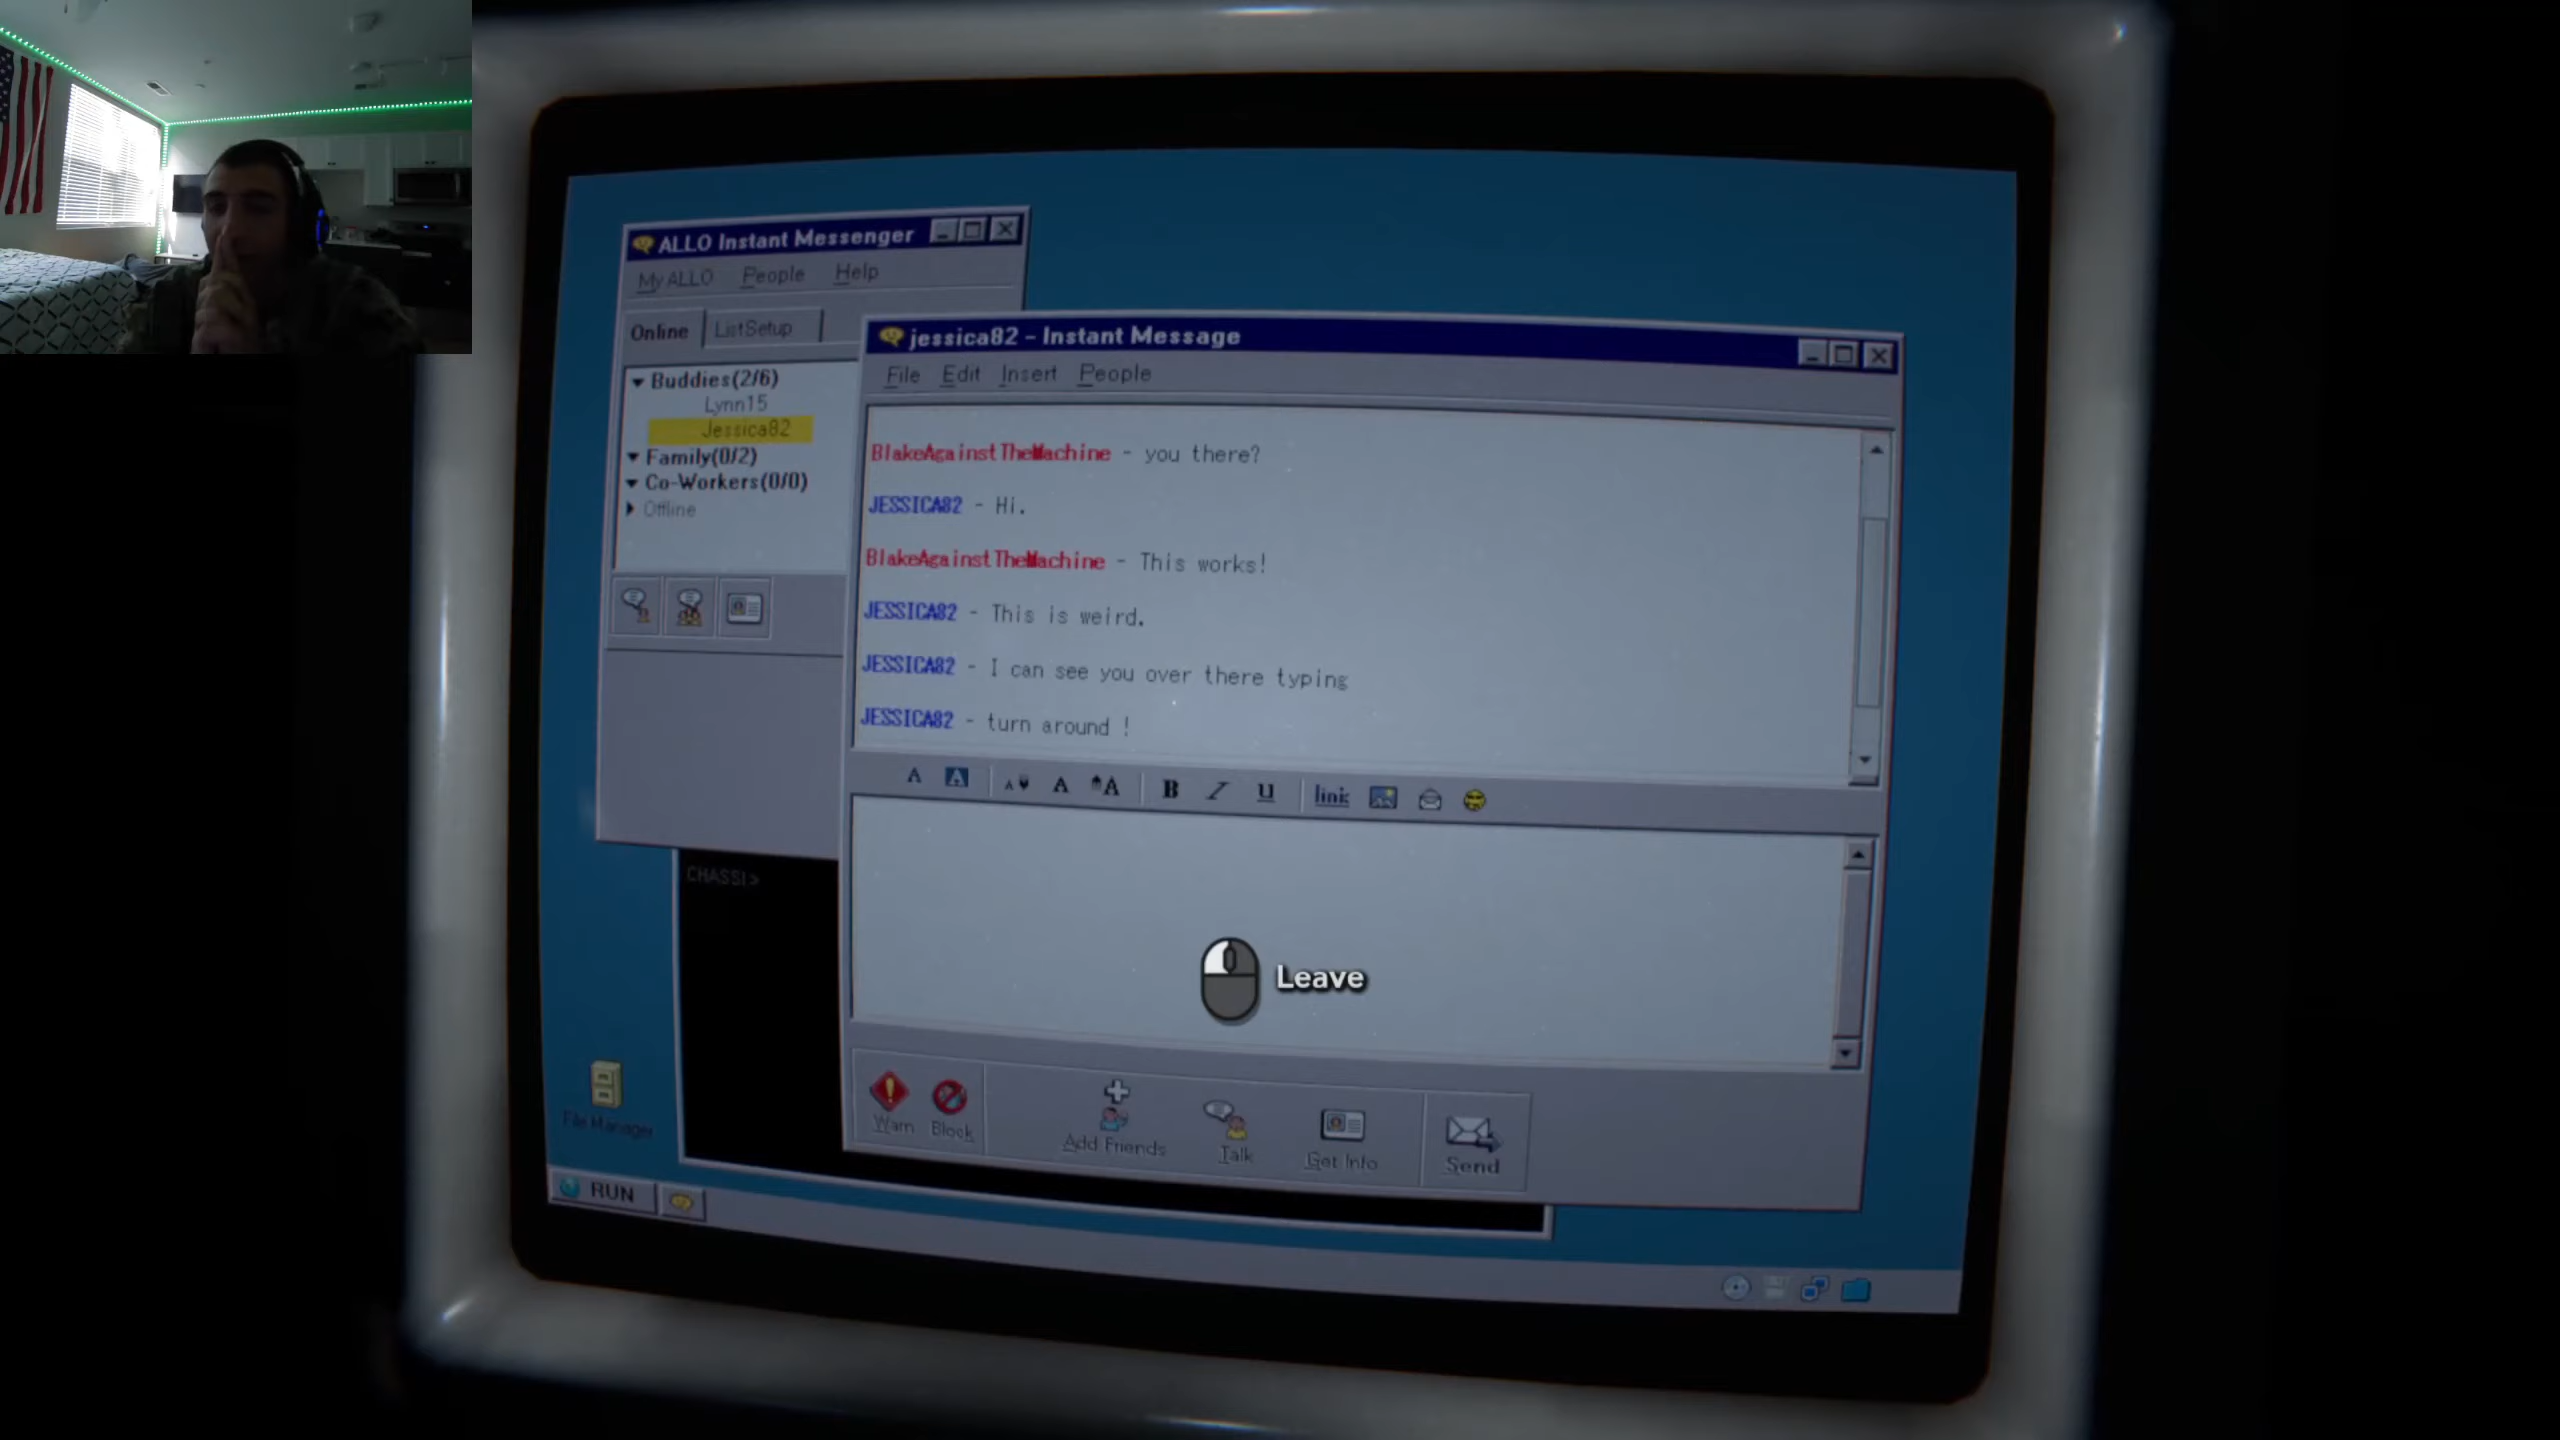 ALLO Instant Messenger
My ALLO People Help
Online ListSetup
Buddies(2/6)
Lynn15
Jessica82
Family(0/2)
Co-Workers(0/0)
Offline
jessica82 - Instant Message
File Edit Insert People
BlakeAgainstTheMachine - you there?
JESSICA82 - Hi.
BlakeAgainstTheMachine - This works!
JESSICA82 - This is weird.
JESSICA82 - I can see you over there typing
JESSICA82 - turn around !
A A A A A B I U link
CHASSI:>
Leave
Warn Block Add Friends Talk Get Info Send
File Manager
RUN